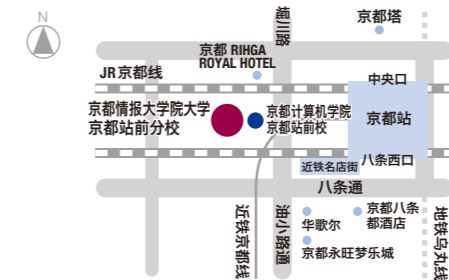 N
堀川路
京都塔
京都 RIHGA
ROYAL HOTEL
JR京都线
中央口
京都情报大学院大学
京都站前分校
京都计算机学院
京都站前校
京都站
近铁名店街
八条西口
八条通
近铁京都线
油小路通
华歌尔
京都八条
都酒店
京都永旺梦乐城
地铁乌丸线